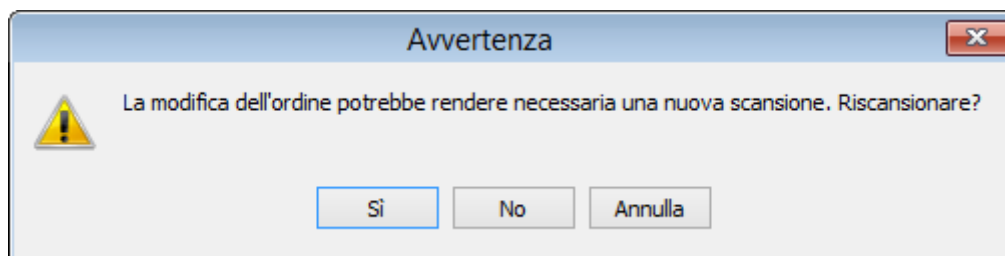 Avvertenza
La modifica dell'ordine potrebbe rendere necessaria una nuova scansione. Riscansionare?
Sì No Annulla